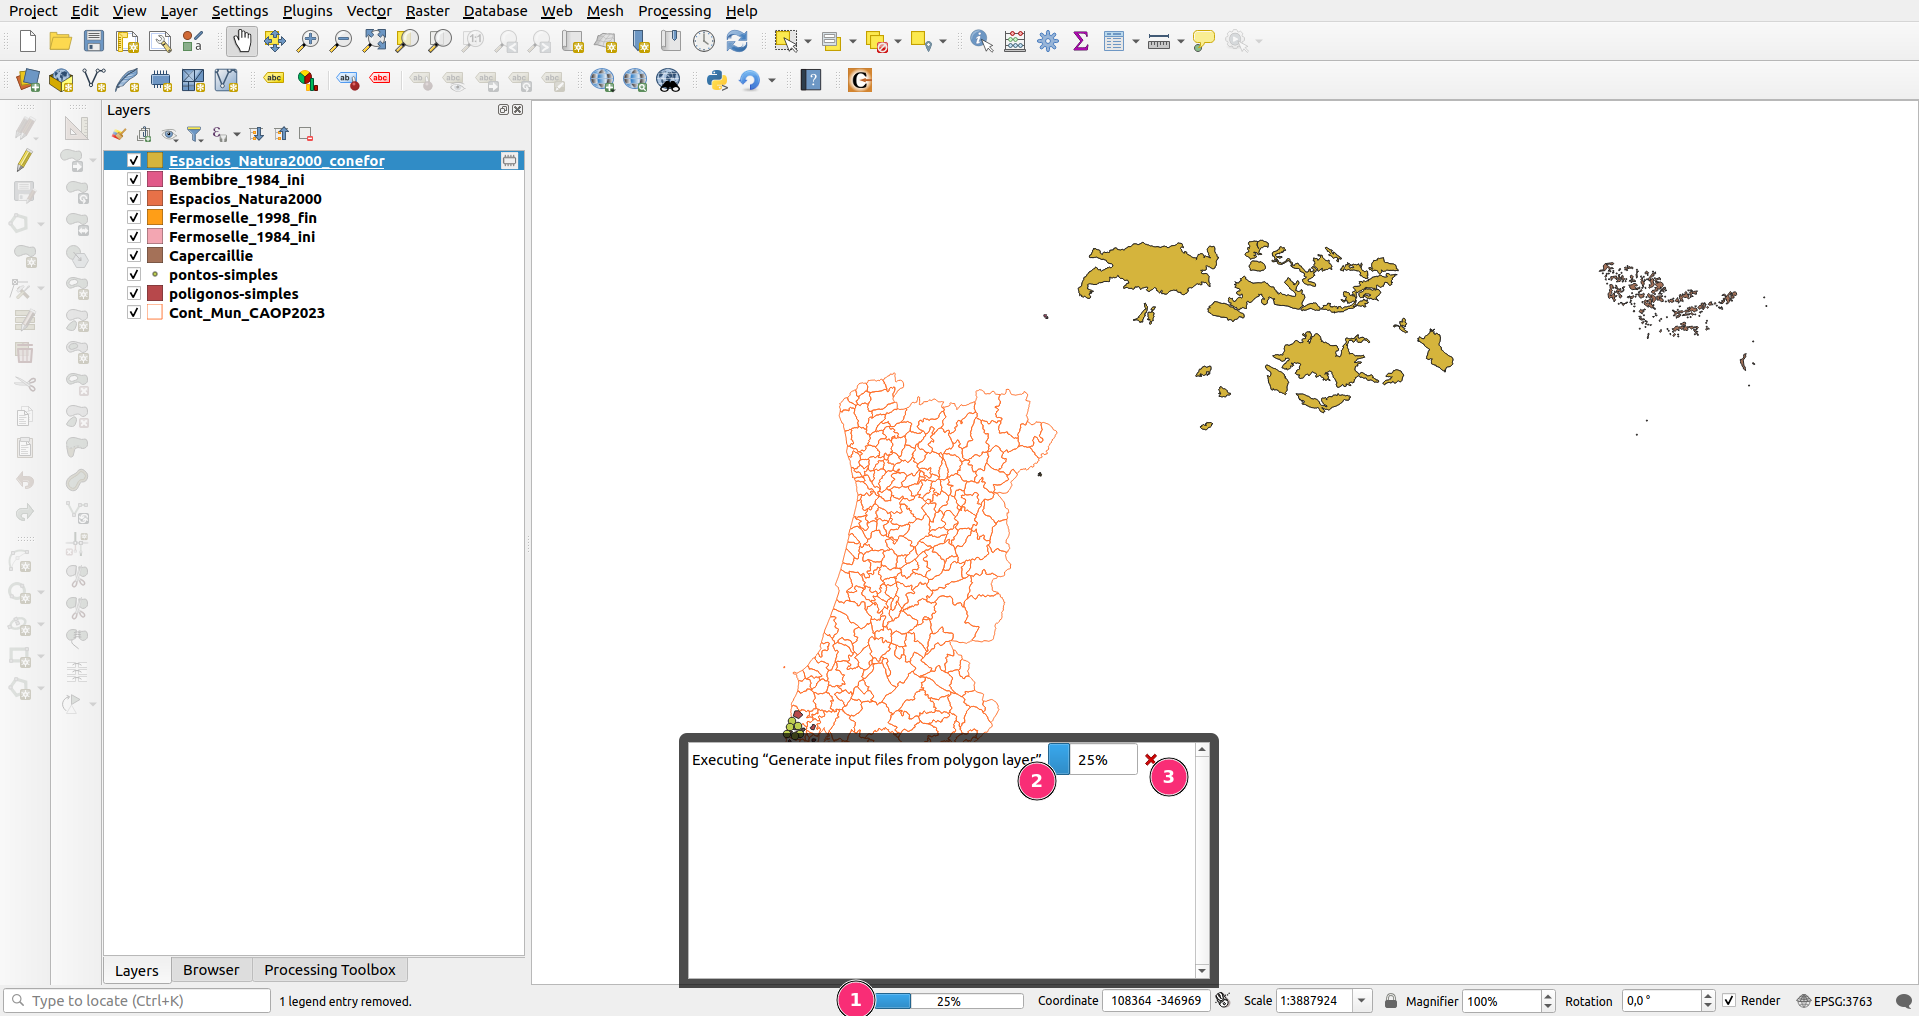 Project Edit View Layer Settings Plugins Vector Raster Database Web Mesh Processing Help
Layers
Espacios_Natura2000_conefor
Bembibre_1984_ini
Espacios_Natura2000
Fermoselle_1998_fin
Fermoselle_1984_ini
Capercaillie
pontos-simples
poligonos-simples
Cont_Mun_CAOP2023
Executing “Generate input files from polygon layer” 25%
2
3
Layers Browser Processing Toolbox
Type to locate (Ctrl+K) 1 legend entry removed. 1 25% Coordinate 108364 -346969 Scale 1:3887924 Magnifier 100% Rotation 0,0 ° Render EPSG:3763